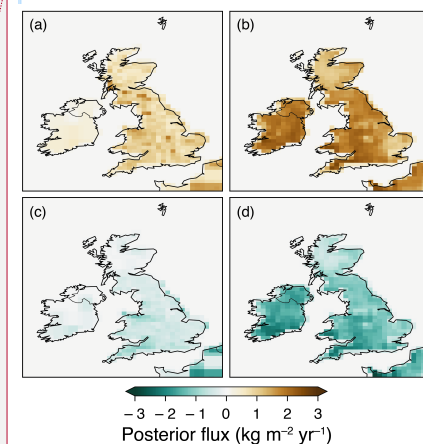 (a)
(b)
(c)
(d)
− 3 − 2 − 1 0 1 2 3
Posterior flux (kg m⁻² yr⁻¹)